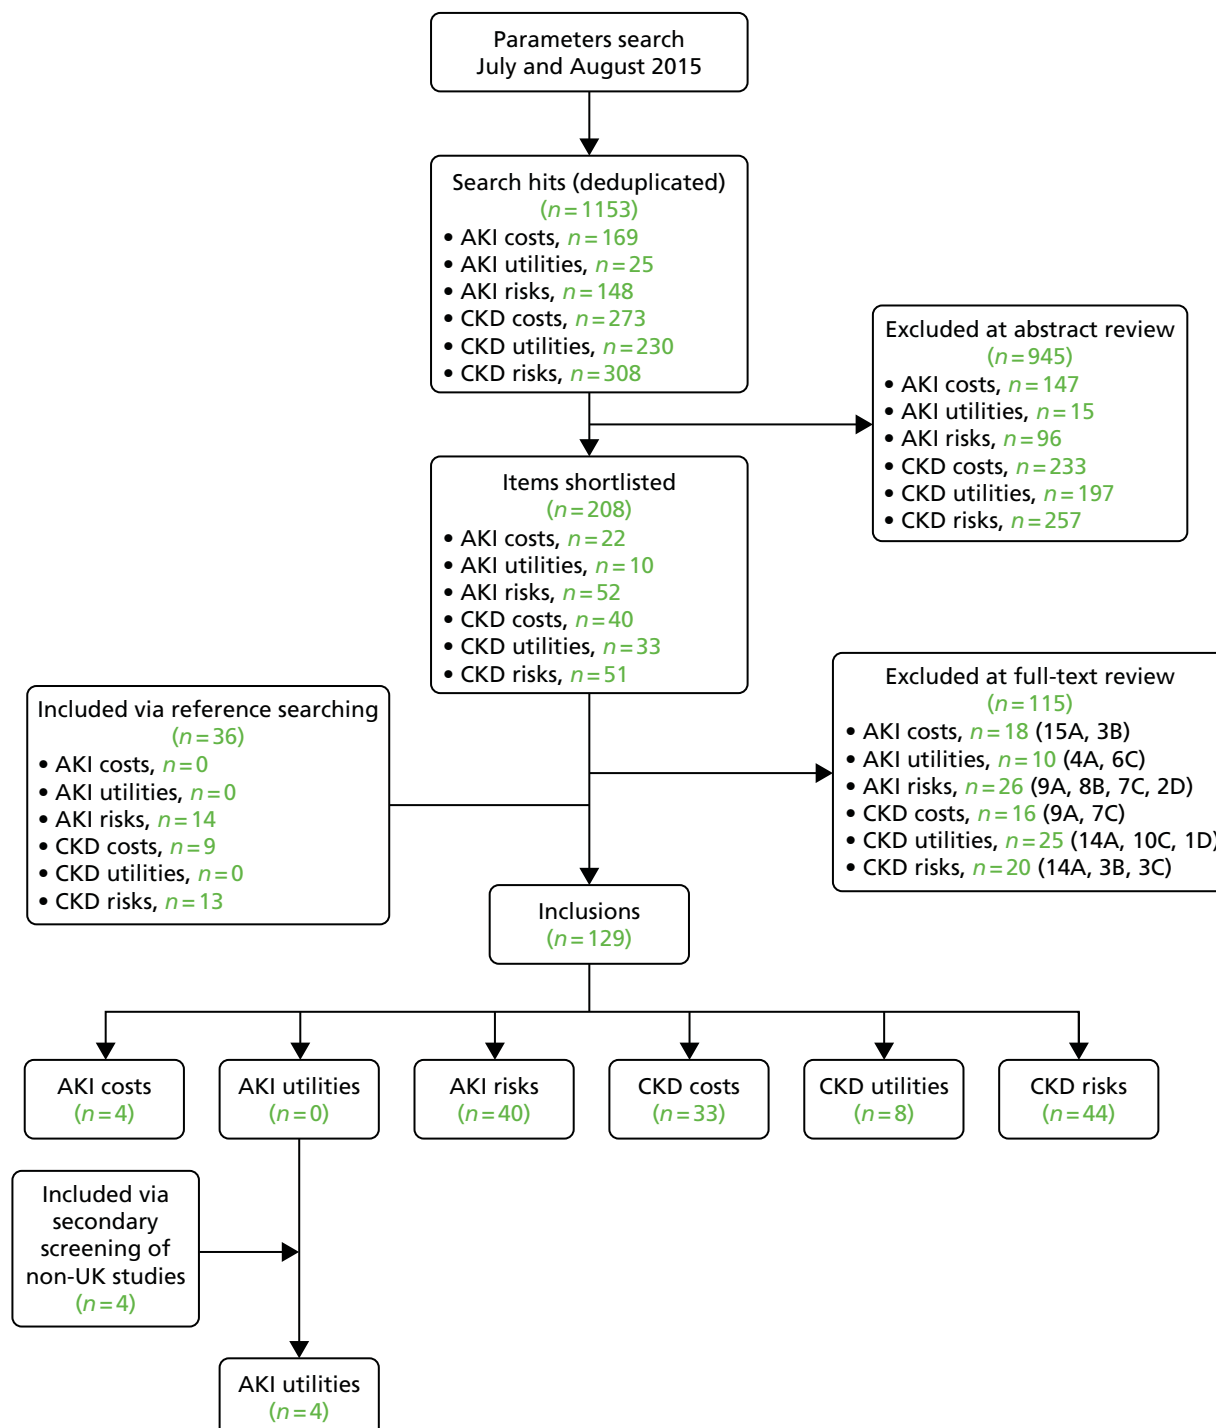 Parameters search
July and August 2015
Search hits (deduplicated)
(n=1153)
• AKI costs, n=169
• AKI utilities, n=25
• AKI risks, n=148
• CKD costs, n=273
• CKD utilities, n=230
• CKD risks, n=308
Excluded at abstract review
(n=945)
• AKI costs, n=147
• AKI utilities, n=15
• AKI risks, n=96
• CKD costs, n=233
• CKD utilities, n=197
• CKD risks, n=257
Items shortlisted
(n=208)
• AKI costs, n=22
• AKI utilities, n=10
• AKI risks, n=52
• CKD costs, n=40
• CKD utilities, n=33
• CKD risks, n=51
Excluded at full-text review
(n=115)
• AKI costs, n=18 (15A, 3B)
• AKI utilities, n=10 (4A, 6C)
• AKI risks, n=26 (9A, 8B, 7C, 2D)
• CKD costs, n=16 (9A, 7C)
• CKD utilities, n=25 (14A, 10C, 1D)
• CKD risks, n=20 (14A, 3B, 3C)
Included via reference searching
(n=36)
• AKI costs, n=0
• AKI utilities, n=0
• AKI risks, n=14
• CKD costs, n=9
• CKD utilities, n=0
• CKD risks, n=13
Inclusions
(n=129)
AKI costs
(n=4)
AKI utilities
(n=0)
AKI risks
(n=40)
CKD costs
(n=33)
CKD utilities
(n=8)
CKD risks
(n=44)
Included via
secondary
screening of
non-UK studies
(n=4)
AKI utilities
(n=4)